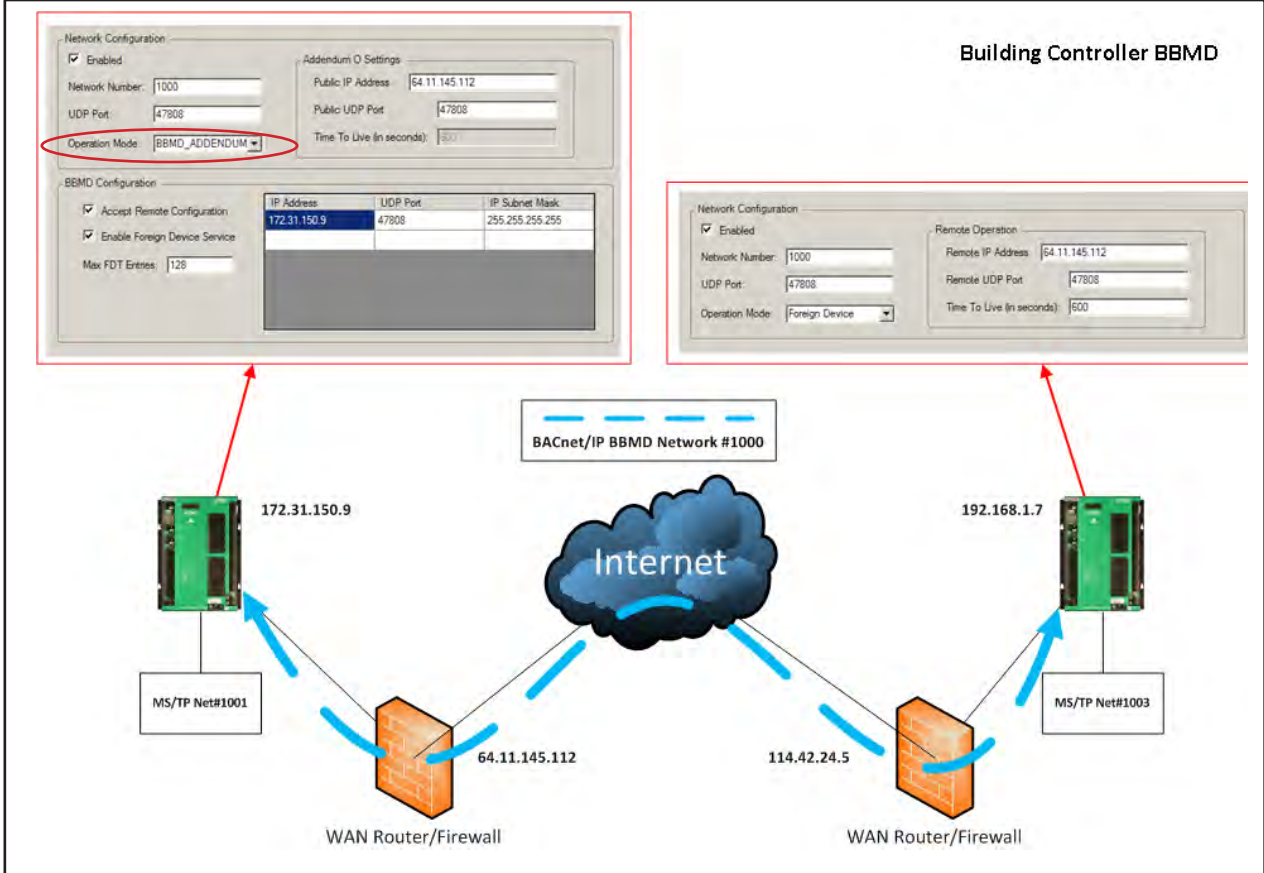 Building Controller BBMD
Network Configuration
Enabled
Network Number: 1000
UDP Port: 47808
Operation Mode: BBMD_ADDENDUM
Addendum O Settings
Public IP Address 64.11.145.112
Public UDP Port 47808
Time To Live (in seconds): 600
BBMD Configuration
Accept Remote Configuration
Enable Foreign Device Service
Max FDT Entries: 128
IP Address UDP Port IP Subnet Mask
172.31.150.9 47808 255.255.255.255
Network Configuration
Enabled
Network Number: 1000
UDP Port: 47808
Operation Mode: Foreign Device
Remote Operation
Remote IP Address 64.11.145.112
Remote UDP Port 47808
Time To Live (in seconds): 600
BACnet/IP BBMD Network #1000
172.31.150.9
192.168.1.7
Internet
MS/TP Net#1001
MS/TP Net#1003
64.11.145.112
114.42.24.5
WAN Router/Firewall
WAN Router/Firewall